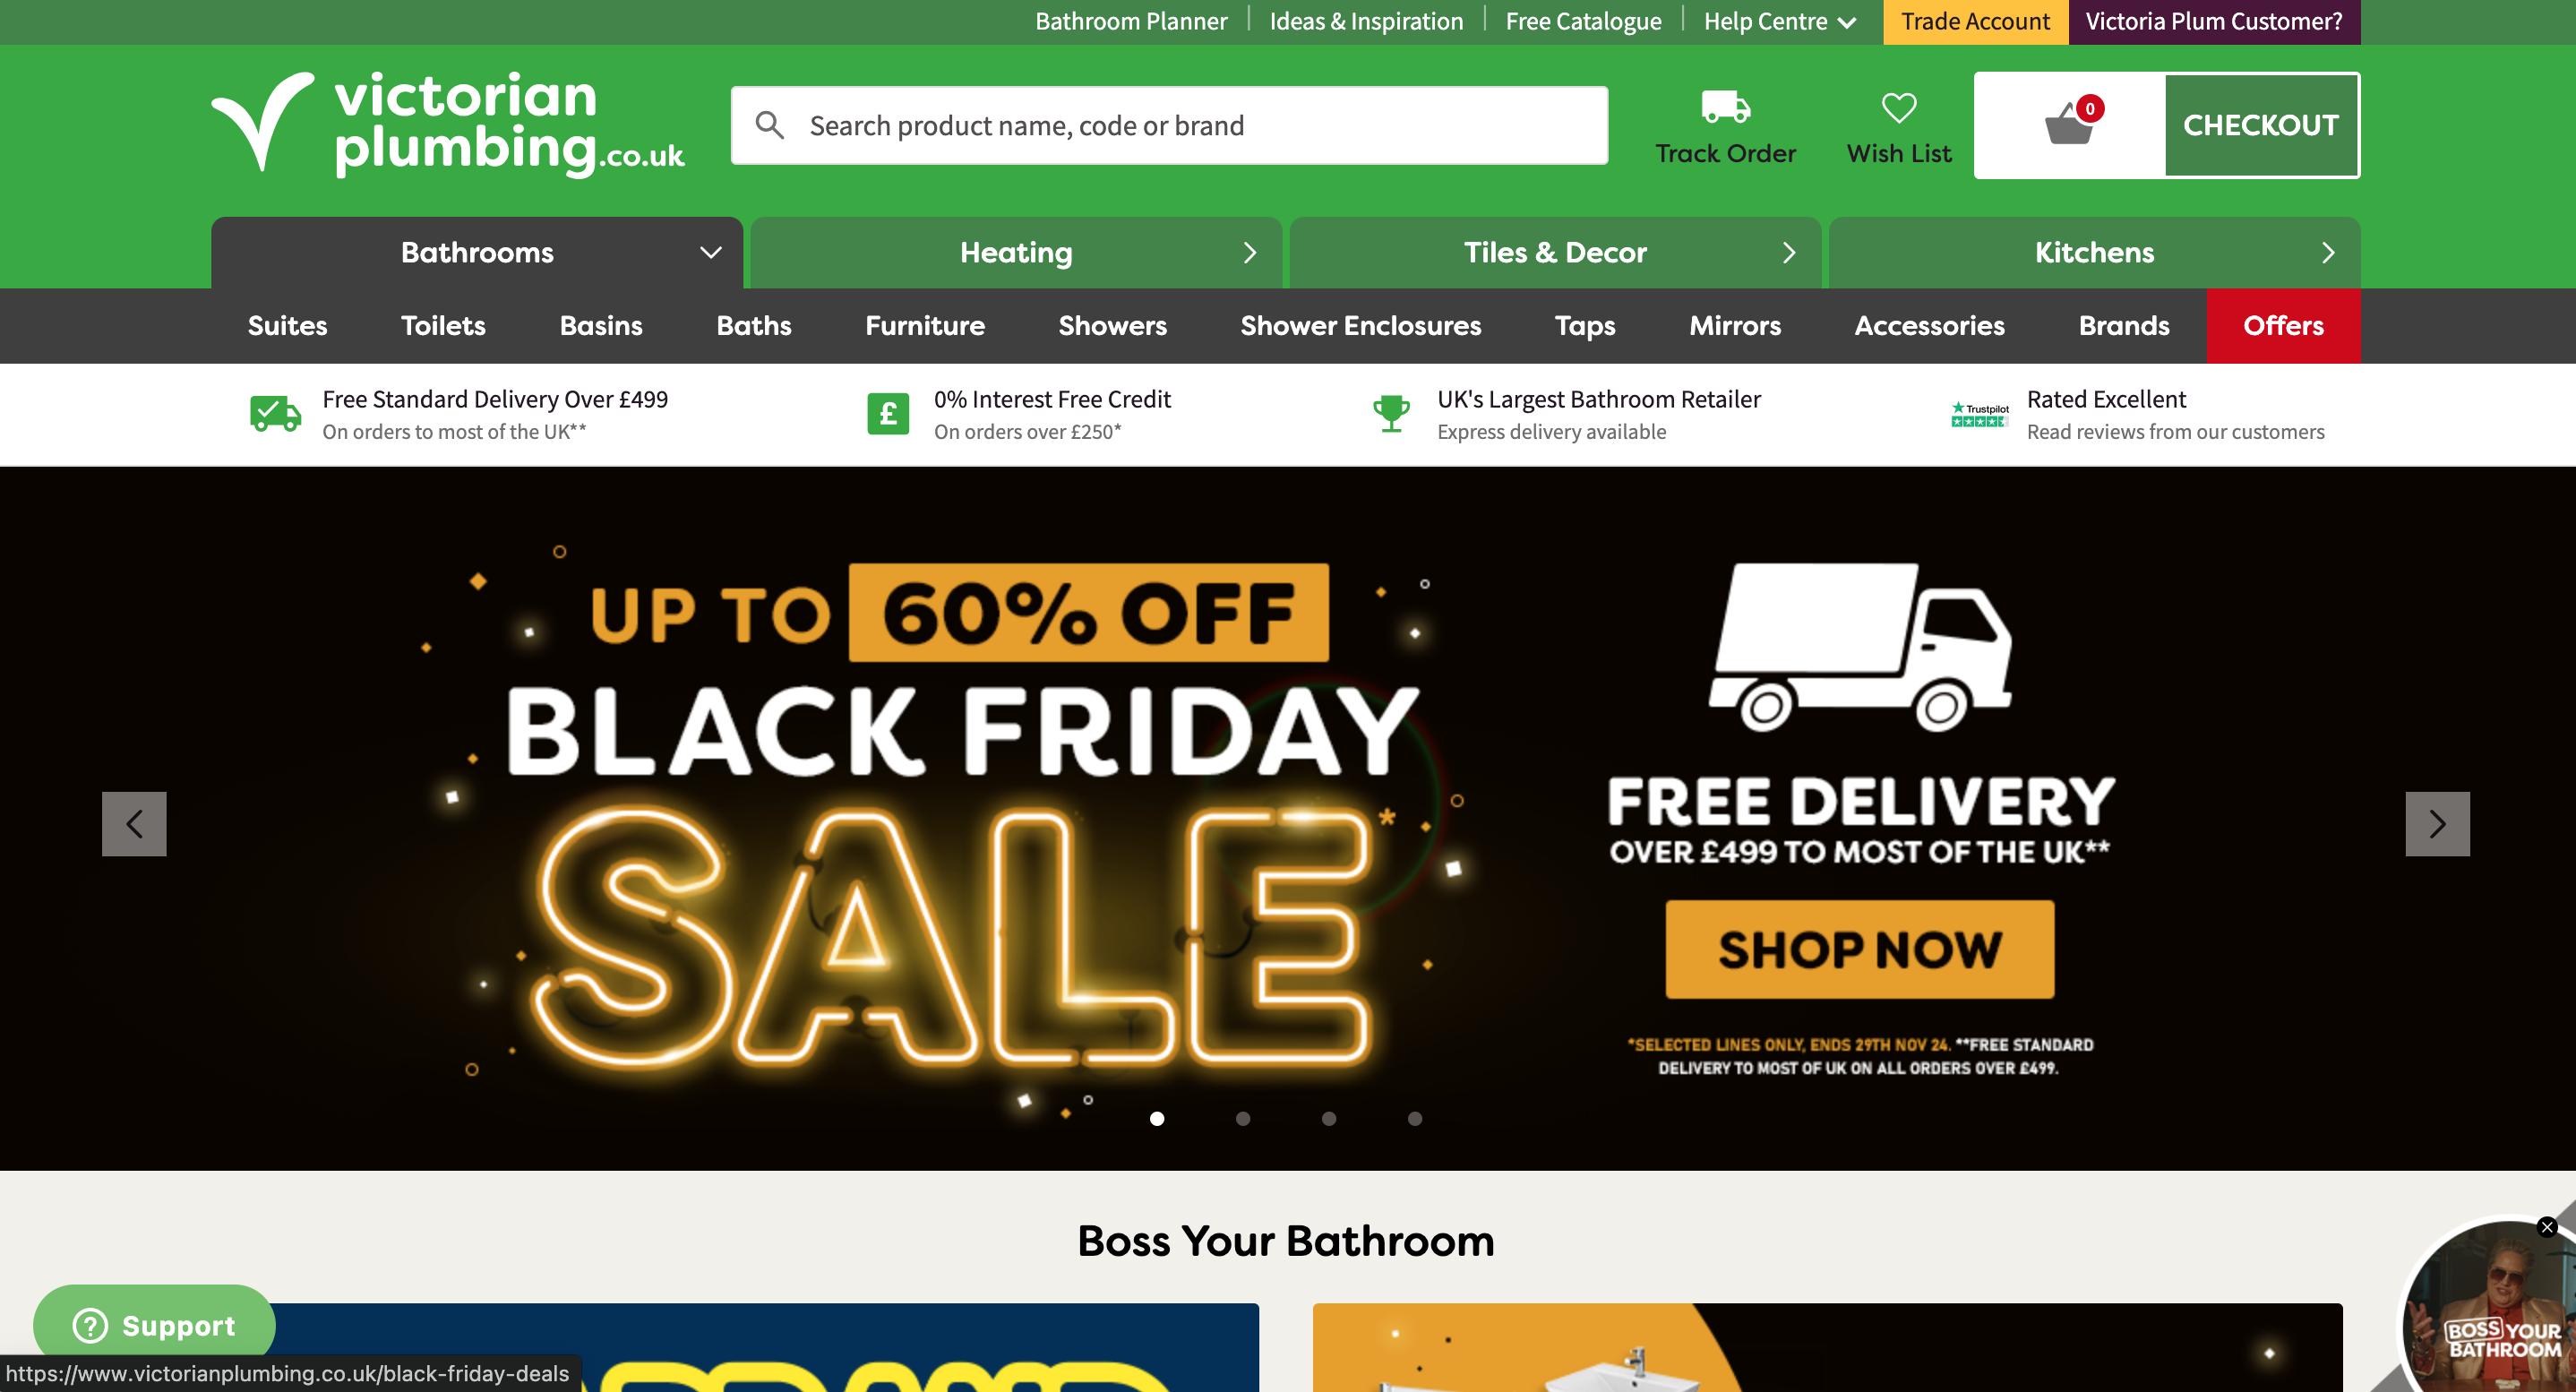 Bathroom Planner
Ideas & Inspiration
Free Catalogue
Help Centre
Trade Account
Victoria Plum Customer?
victorian
plumbing.co.uk
Search product name, code or brand
Track Order
Wish List
0
CHECKOUT
Bathrooms
Heating
Tiles & Decor
Kitchens
Suites
Toilets
Basins
Baths
Furniture
Showers
Shower Enclosures
Taps
Mirrors
Accessories
Brands
Offers
Free Standard Delivery Over £499
On orders to most of the UK**
£
0% Interest Free Credit
On orders over £250*
UK's Largest Bathroom Retailer
Express delivery available
Trustpilot
Rated Excellent
Read reviews from our customers
UP TO 60% OFF
BLACK FRIDAY
SALE*
FREE DELIVERY
OVER £499 TO MOST OF THE UK**
SHOP NOW
*SELECTED LINES ONLY, ENDS 29TH NOV 24. **FREE STANDARD
DELIVERY TO MOST OF UK ON ALL ORDERS OVER £499.
Boss Your Bathroom
? Support
BOSS YOUR
BATHROOM
https://www.victorianplumbing.co.uk/black-friday-deals